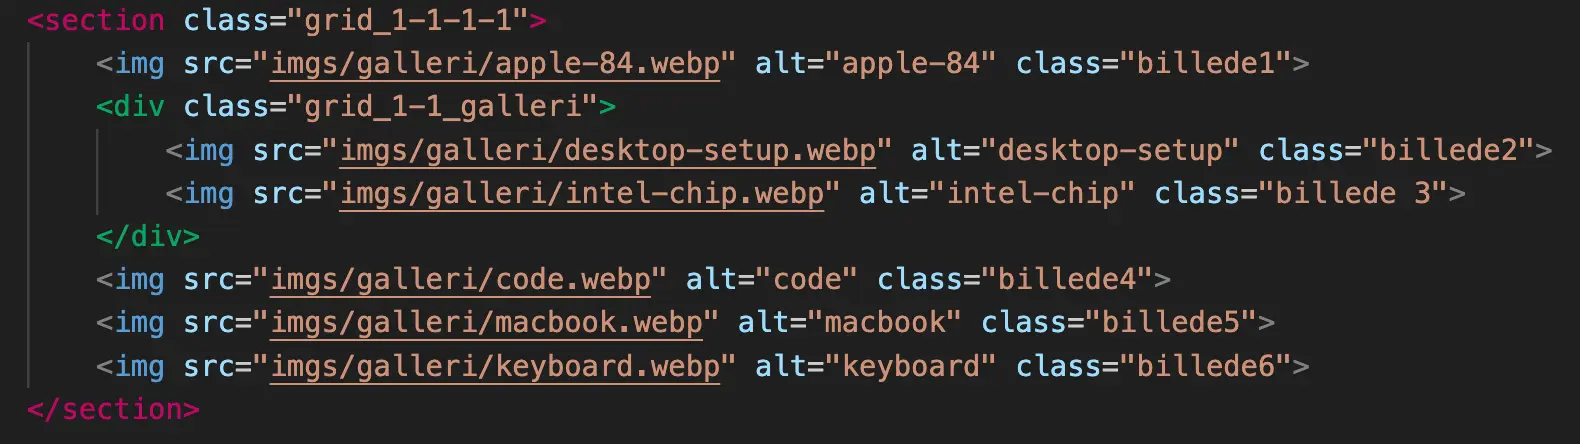 <section class="grid_1-1-1-1">
<img src="imgs/galleri/apple-84.webp" alt="apple-84" class="billede1">
<div class="grid_1-1_galleri">
<img src="imgs/galleri/desktop-setup.webp" alt="desktop-setup" class="billede2">
<img src="imgs/galleri/intel-chip.webp" alt="intel-chip" class="billede 3">
</div>
<img src="imgs/galleri/code.webp" alt="code" class="billede4">
<img src="imgs/galleri/macbook.webp" alt="macbook" class="billede5">
<img src="imgs/galleri/keyboard.webp" alt="keyboard" class="billede6">
</section>